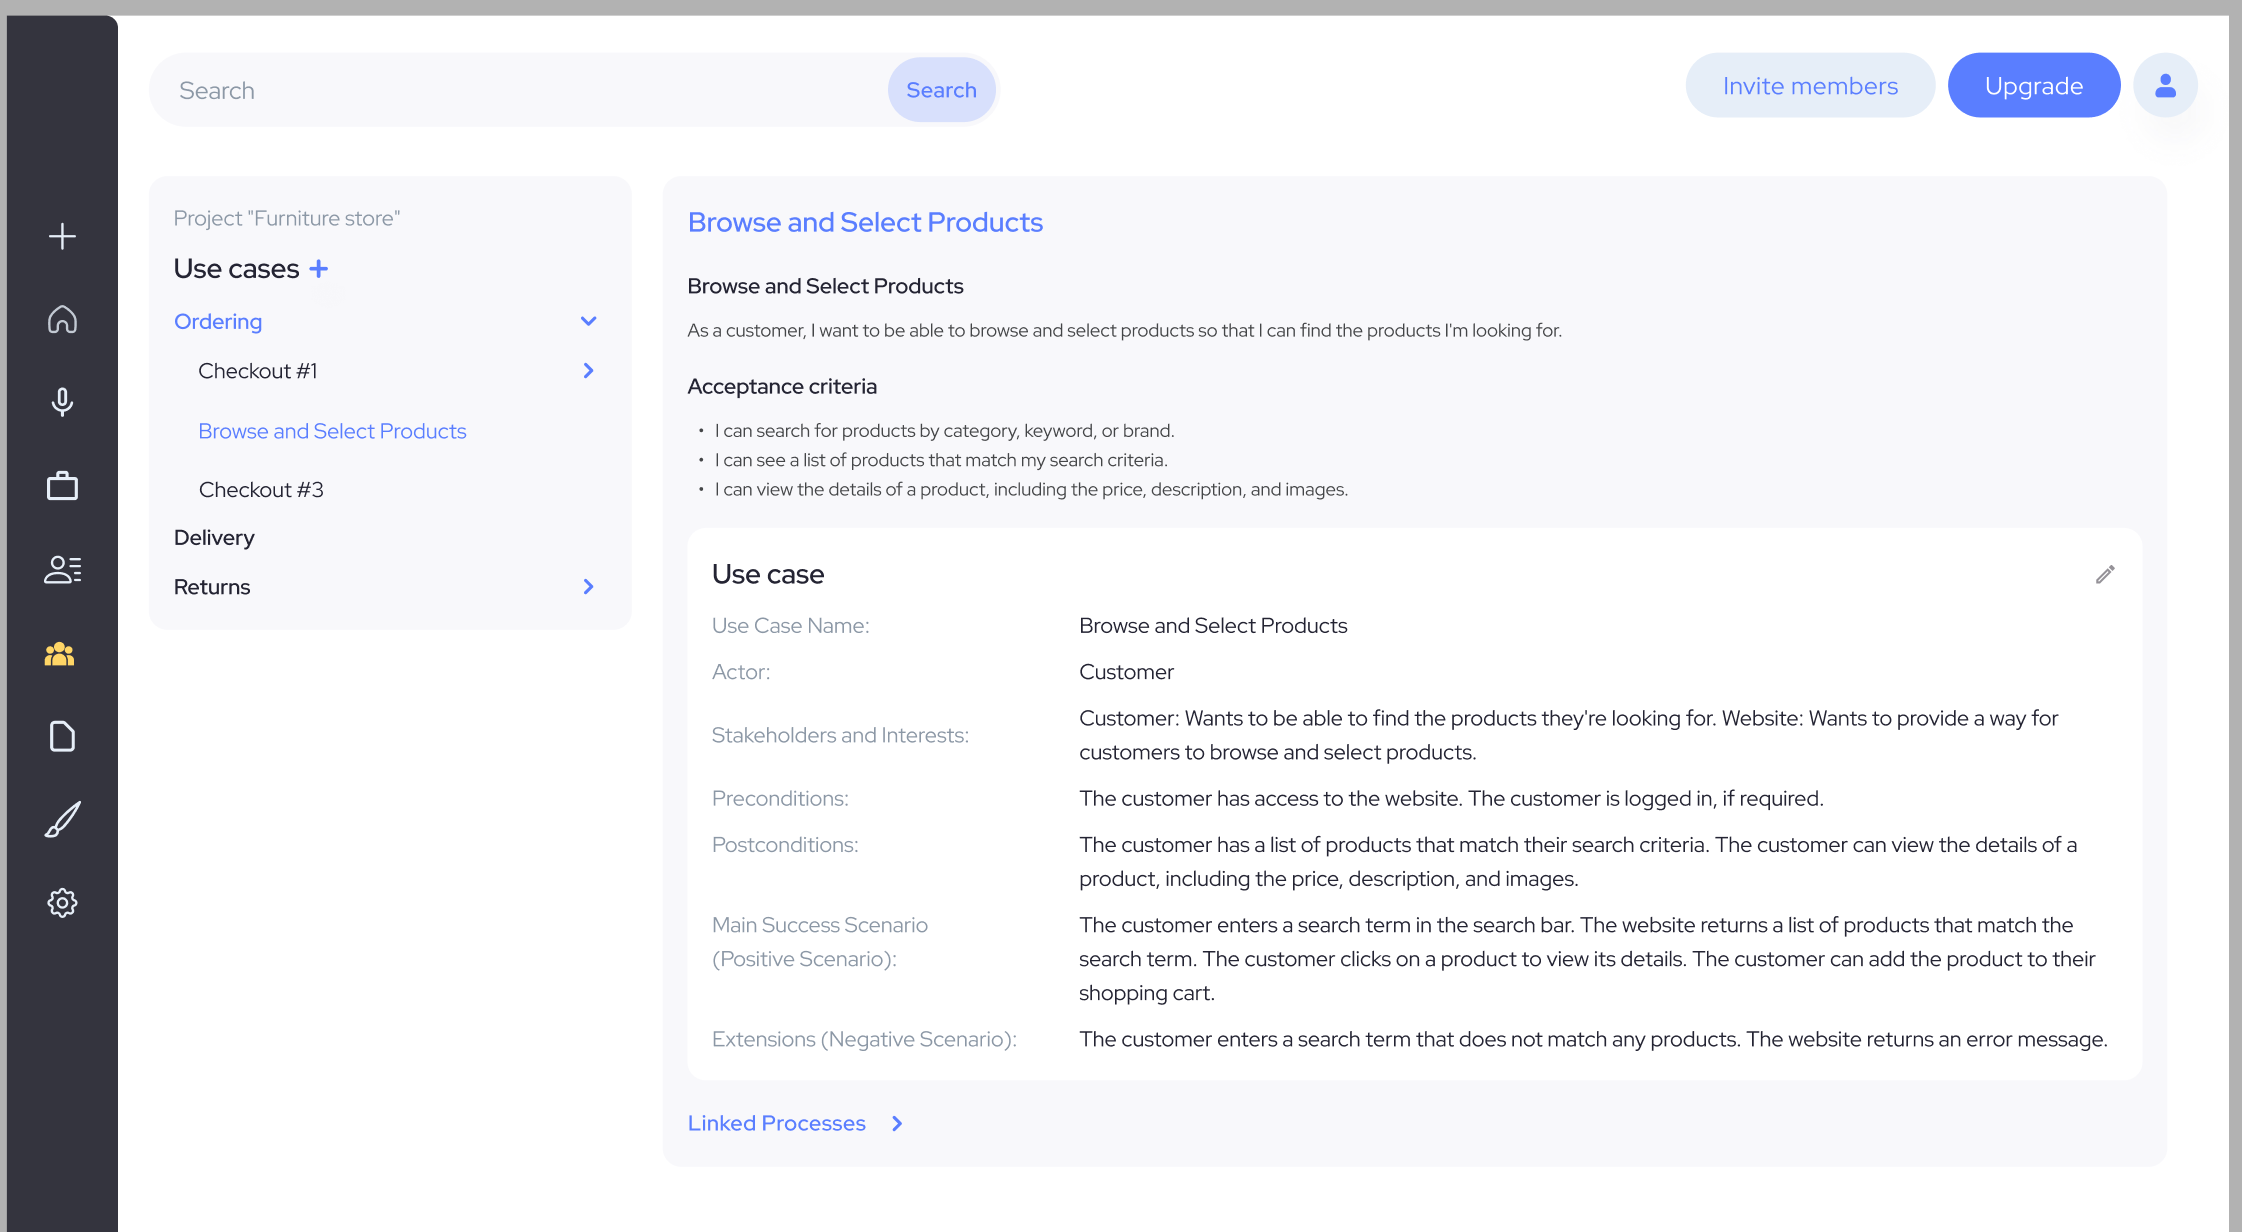 Search
Search
Invite members
Upgrade
Project "Furniture store"
Use cases
Ordering
Checkout #1
Browse and Select Products
Checkout #3
Delivery
Returns
Browse and Select Products
Browse and Select Products
As a customer, I want to be able to browse and select products so that I can find the products I'm looking for.
Acceptance criteria
• I can search for products by category, keyword, or brand.
• I can see a list of products that match my search criteria.
• I can view the details of a product, including the price, description, and images.
Use case
Use Case Name:
Browse and Select Products
Actor:
Customer
Stakeholders and Interests:
Customer: Wants to be able to find the products they're looking for. Website: Wants to provide a way for
customers to browse and select products.
Preconditions:
The customer has access to the website. The customer is logged in, if required.
Postconditions:
The customer has a list of products that match their search criteria. The customer can view the details of a
product, including the price, description, and images.
Main Success Scenario
(Positive Scenario):
The customer enters a search term in the search bar. The website returns a list of products that match the
search term. The customer clicks on a product to view its details. The customer can add the product to their
shopping cart.
Extensions (Negative Scenario):
The customer enters a search term that does not match any products. The website returns an error message.
Linked Processes